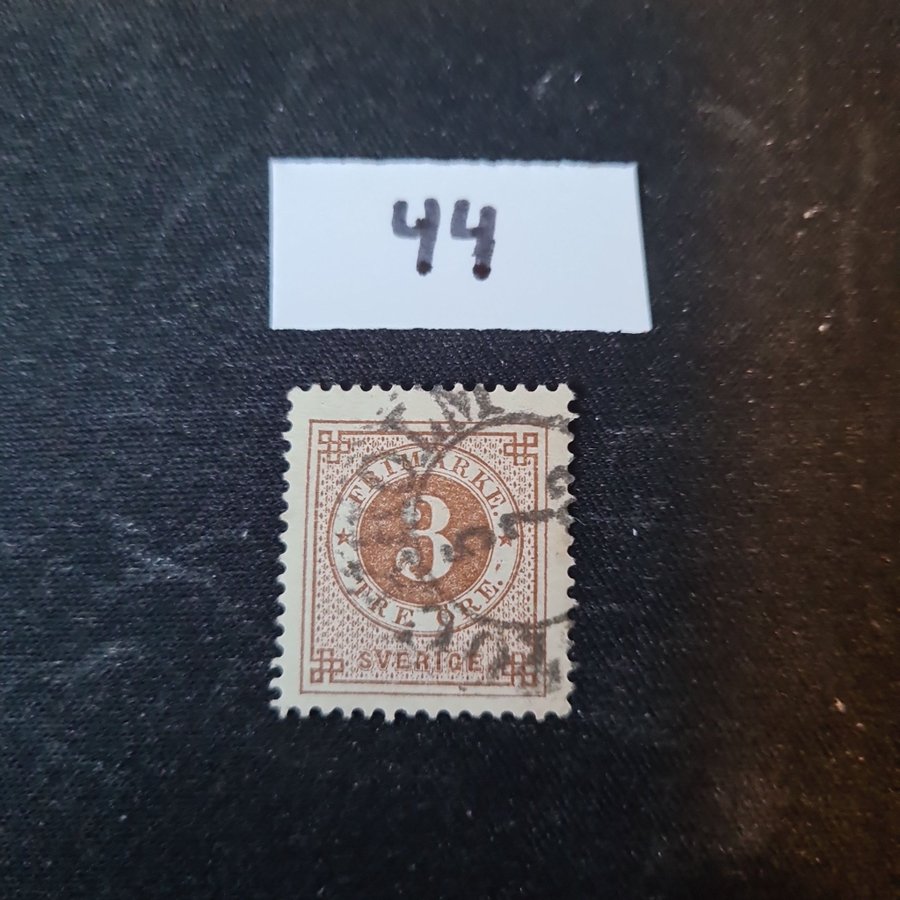 44
FRIMÄRKE.
3
TRE ÖRE.
SVERIGE